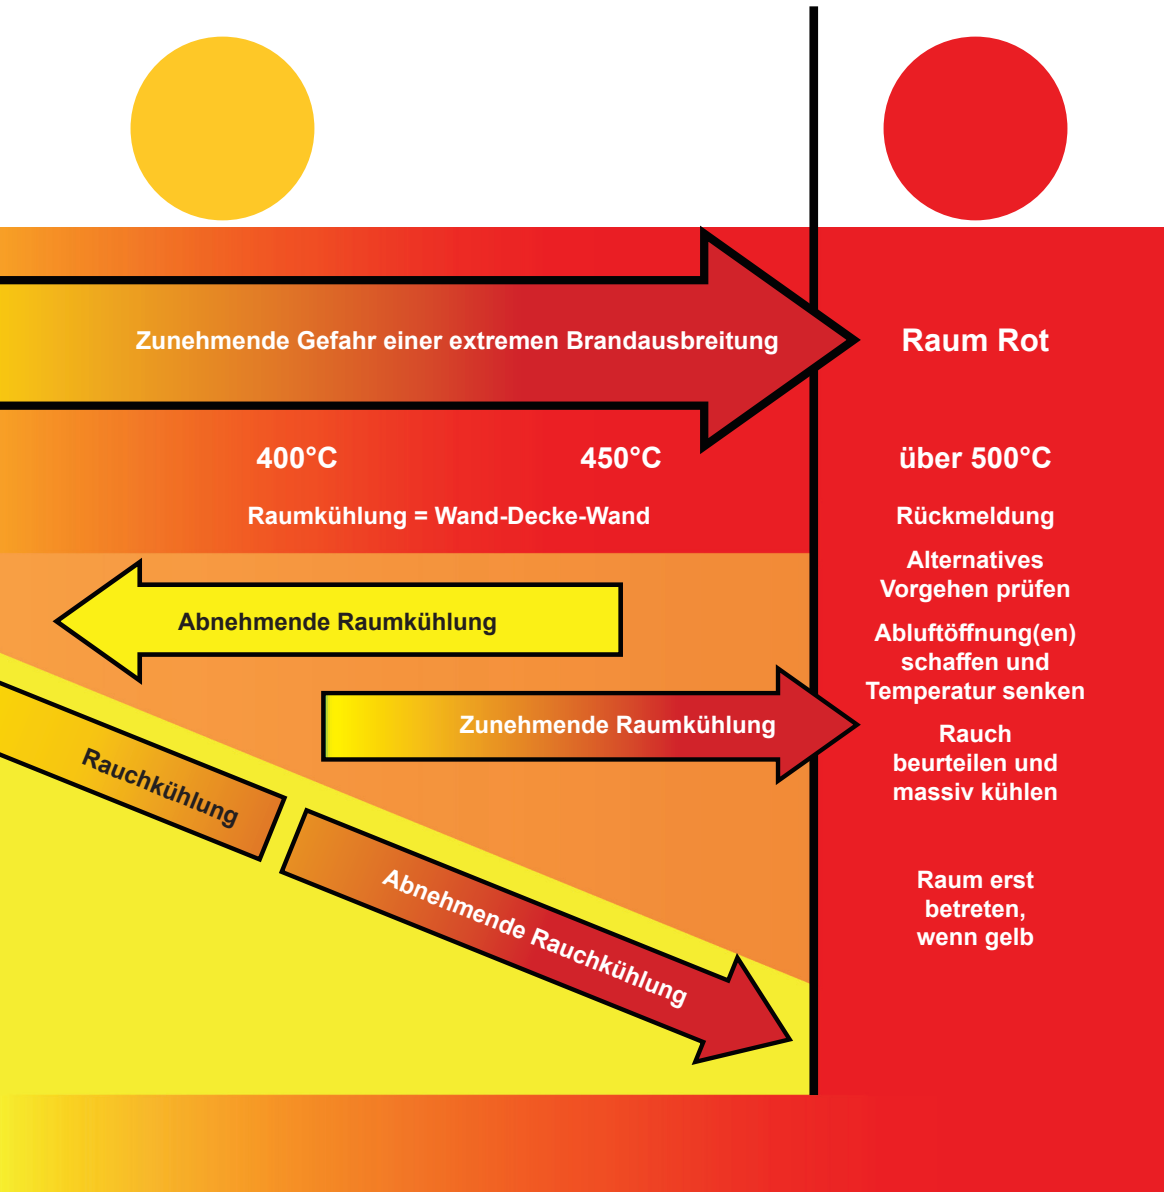 Zunehmende Gefahr einer extremen Brandausbreitung
400°C
450°C
Raumkühlung = Wand-Decke-Wand
Abnehmende Raumkühlung
Zunehmende Raumkühlung
Rauchkühlung
Abnehmende Rauchkühlung
Raum Rot
über 500°C
Rückmeldung
Alternatives
Vorgehen prüfen
Abluftöffnung(en)
schaffen und
Temperatur senken
Rauch
beurteilen und
massiv kühlen
Raum erst
betreten,
wenn gelb